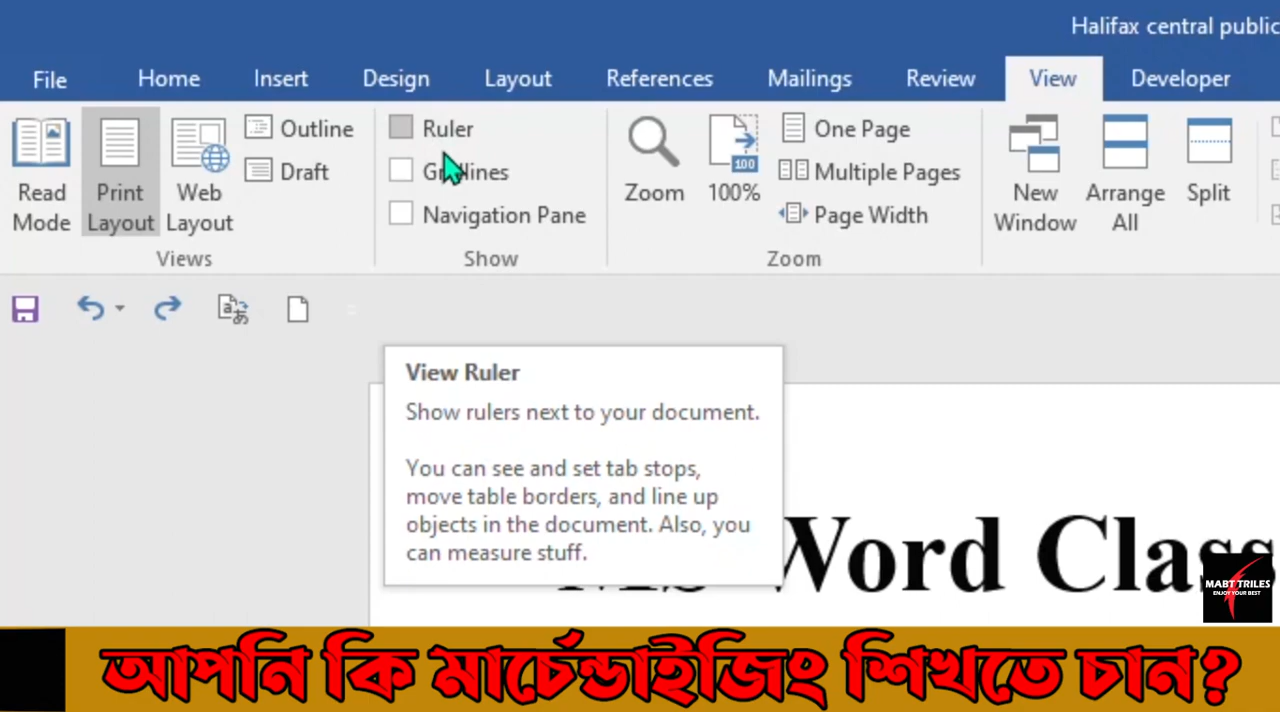 Halifax central public
File Home Insert Design Layout References Mailings Review View Developer
Read Mode
Print Layout
Web Layout
Outline
Draft
Views
Ruler
Gridlines
Navigation Pane
Show
Zoom
100
100%
One Page
Multiple Pages
Page Width
Zoom
New Window
Arrange All
Split
View Ruler
Show rulers next to your document.
You can see and set tab stops,
move table borders, and line up
objects in the document. Also, you
can measure stuff.
Word Class
MABT TRILES
ENJOY YOUR BEST
আপনি কি মার্চেন্ডাইজিং শিখতে চান?